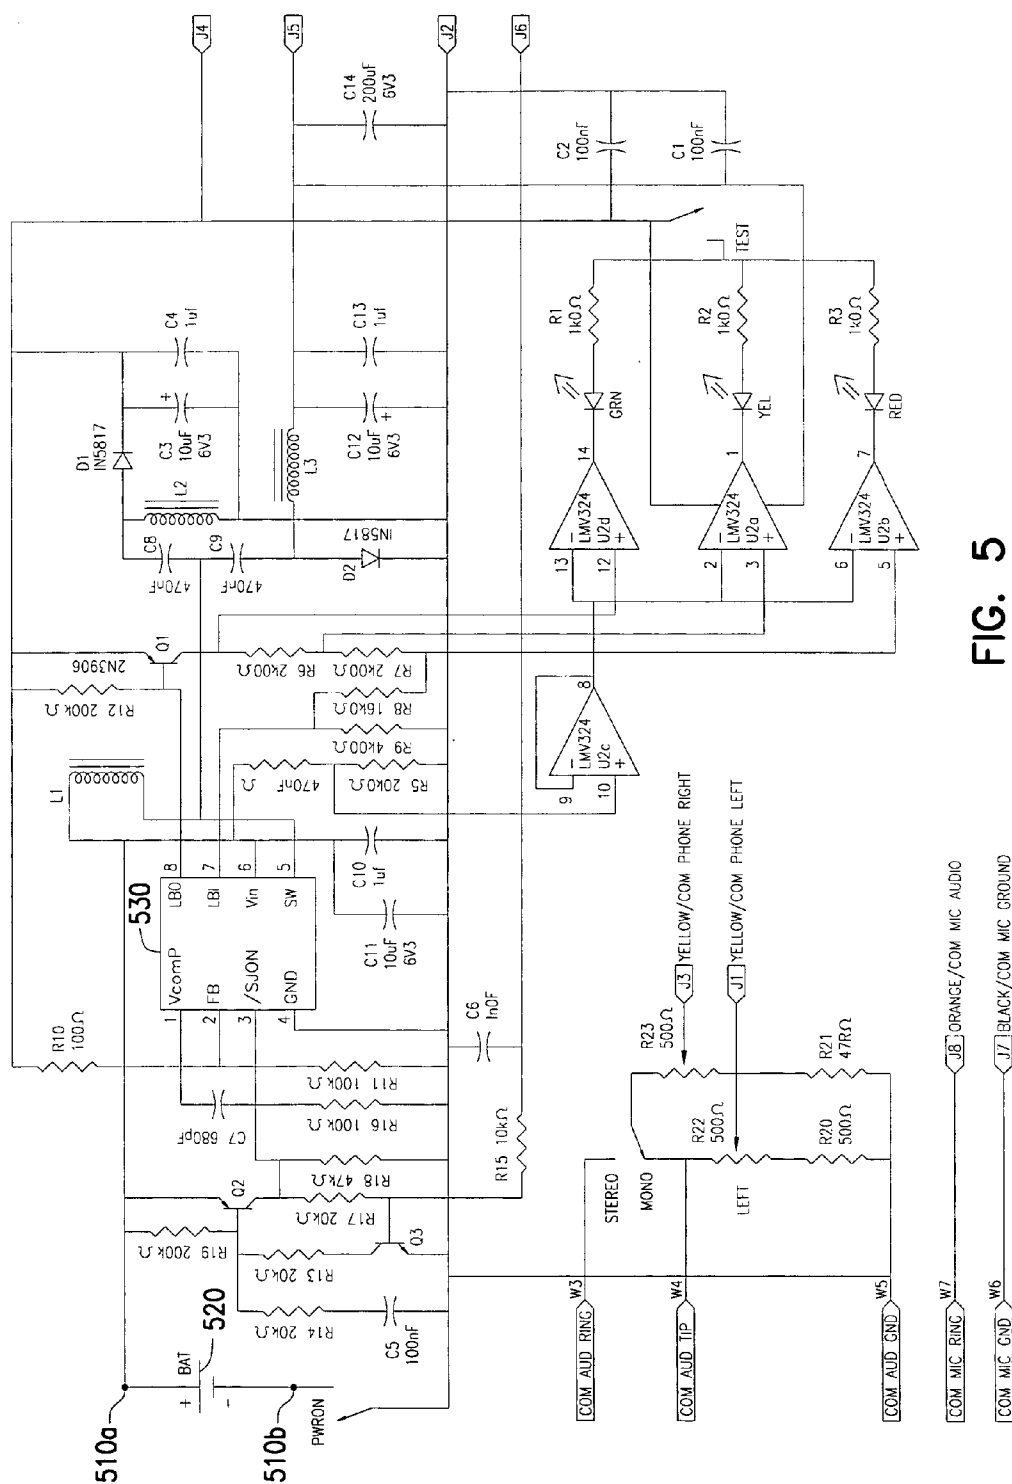 510a
510b
520
+
BAT
-
PWRON
R14 20kΩ
C5
100nF
R19 200kΩ
Q2
R13 20kΩ
R17 20kΩ
Q3
R18 47kΩ
R15 10kΩ
C7 680pF
R16 100kΩ
R11 100kΩ
R10
100Ω
C6
1n0F
530
1
VcomP
LBO
8
2
FB
LBi
7
3
/SJON
Vin
6
4
GND
SW
5
C11
10uF
6V3
C10
1uf
L1
R12 200kΩ
2N3906
Q1
470nF
Ω
R5 20k0Ω
R9 4k00Ω
R8 16k0Ω
R6 2k00Ω
R7 2k00Ω
C8
470nF
C9
470nF
L2
D1
IN5817
D2
IN5817
L3
C3
10uF
6V3
+
C4
1uf
C12
10uF
6V3
+
C13
1uf
C14
200uF
6V3
J4
J5
J2
J6
C2
100nF
C1
100nF
9
-
LMV324
U2c
10
+
8
13
-
LMV324
U2d
12
+
14
GRN
R1
1k0Ω
2
-
LMV324
U2a
3
+
1
YEL
R2
1k0Ω
TEST
6
-
LMV324
U2b
5
+
7
RED
R3
1k0Ω
COM AUD RING
W3
STEREO
MONO
COM AUD TIP
W4
LEFT
COM AUD GND
W5
R22
500Ω
R23
500Ω
R20
500Ω
R21
47RΩ
J3 YELLOW/COM PHONE RIGHT
J1 YELLOW/COM PHONE LEFT
COM MIC RING
W7
J8 ORANGE/COM MIC AUDIO
COM MIC GND
W6
J7 BLACK/COM MIC GROUND
FIG. 5